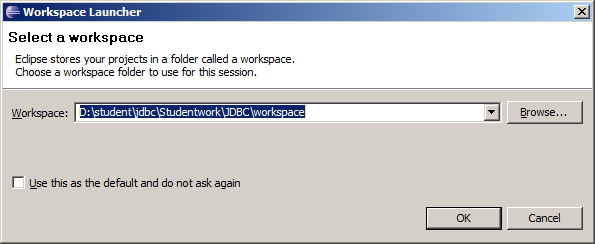 Workspace Launcher
Select a workspace
Eclipse stores your projects in a folder called a workspace.
Choose a workspace folder to use for this session.
Workspace: D:\student\jdbc\Studentwork\JDBC\workspace Browse...
Use this as the default and do not ask again
OK Cancel